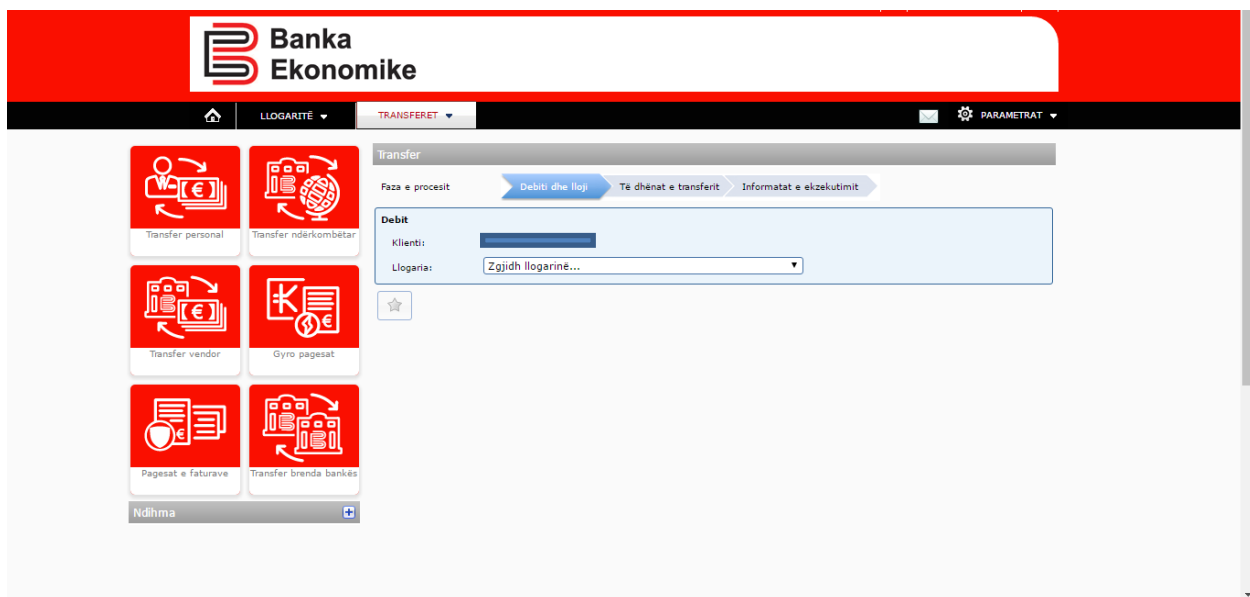 Banka
Ekonomike
LLOGARITË
TRANSFERET
PARAMETRAT
Transfer personal
Transfer ndërkombëtar
Transfer vendor
Gyro pagesat
Pagesat e faturave
Transfer brenda bankës
Ndihma
Transfer
Faza e procesit
Debiti dhe lloji
Të dhënat e transferit
Informatat e ekzekutimit
Debit
Klienti:
Llogaria:
Zgjidh llogarinë...